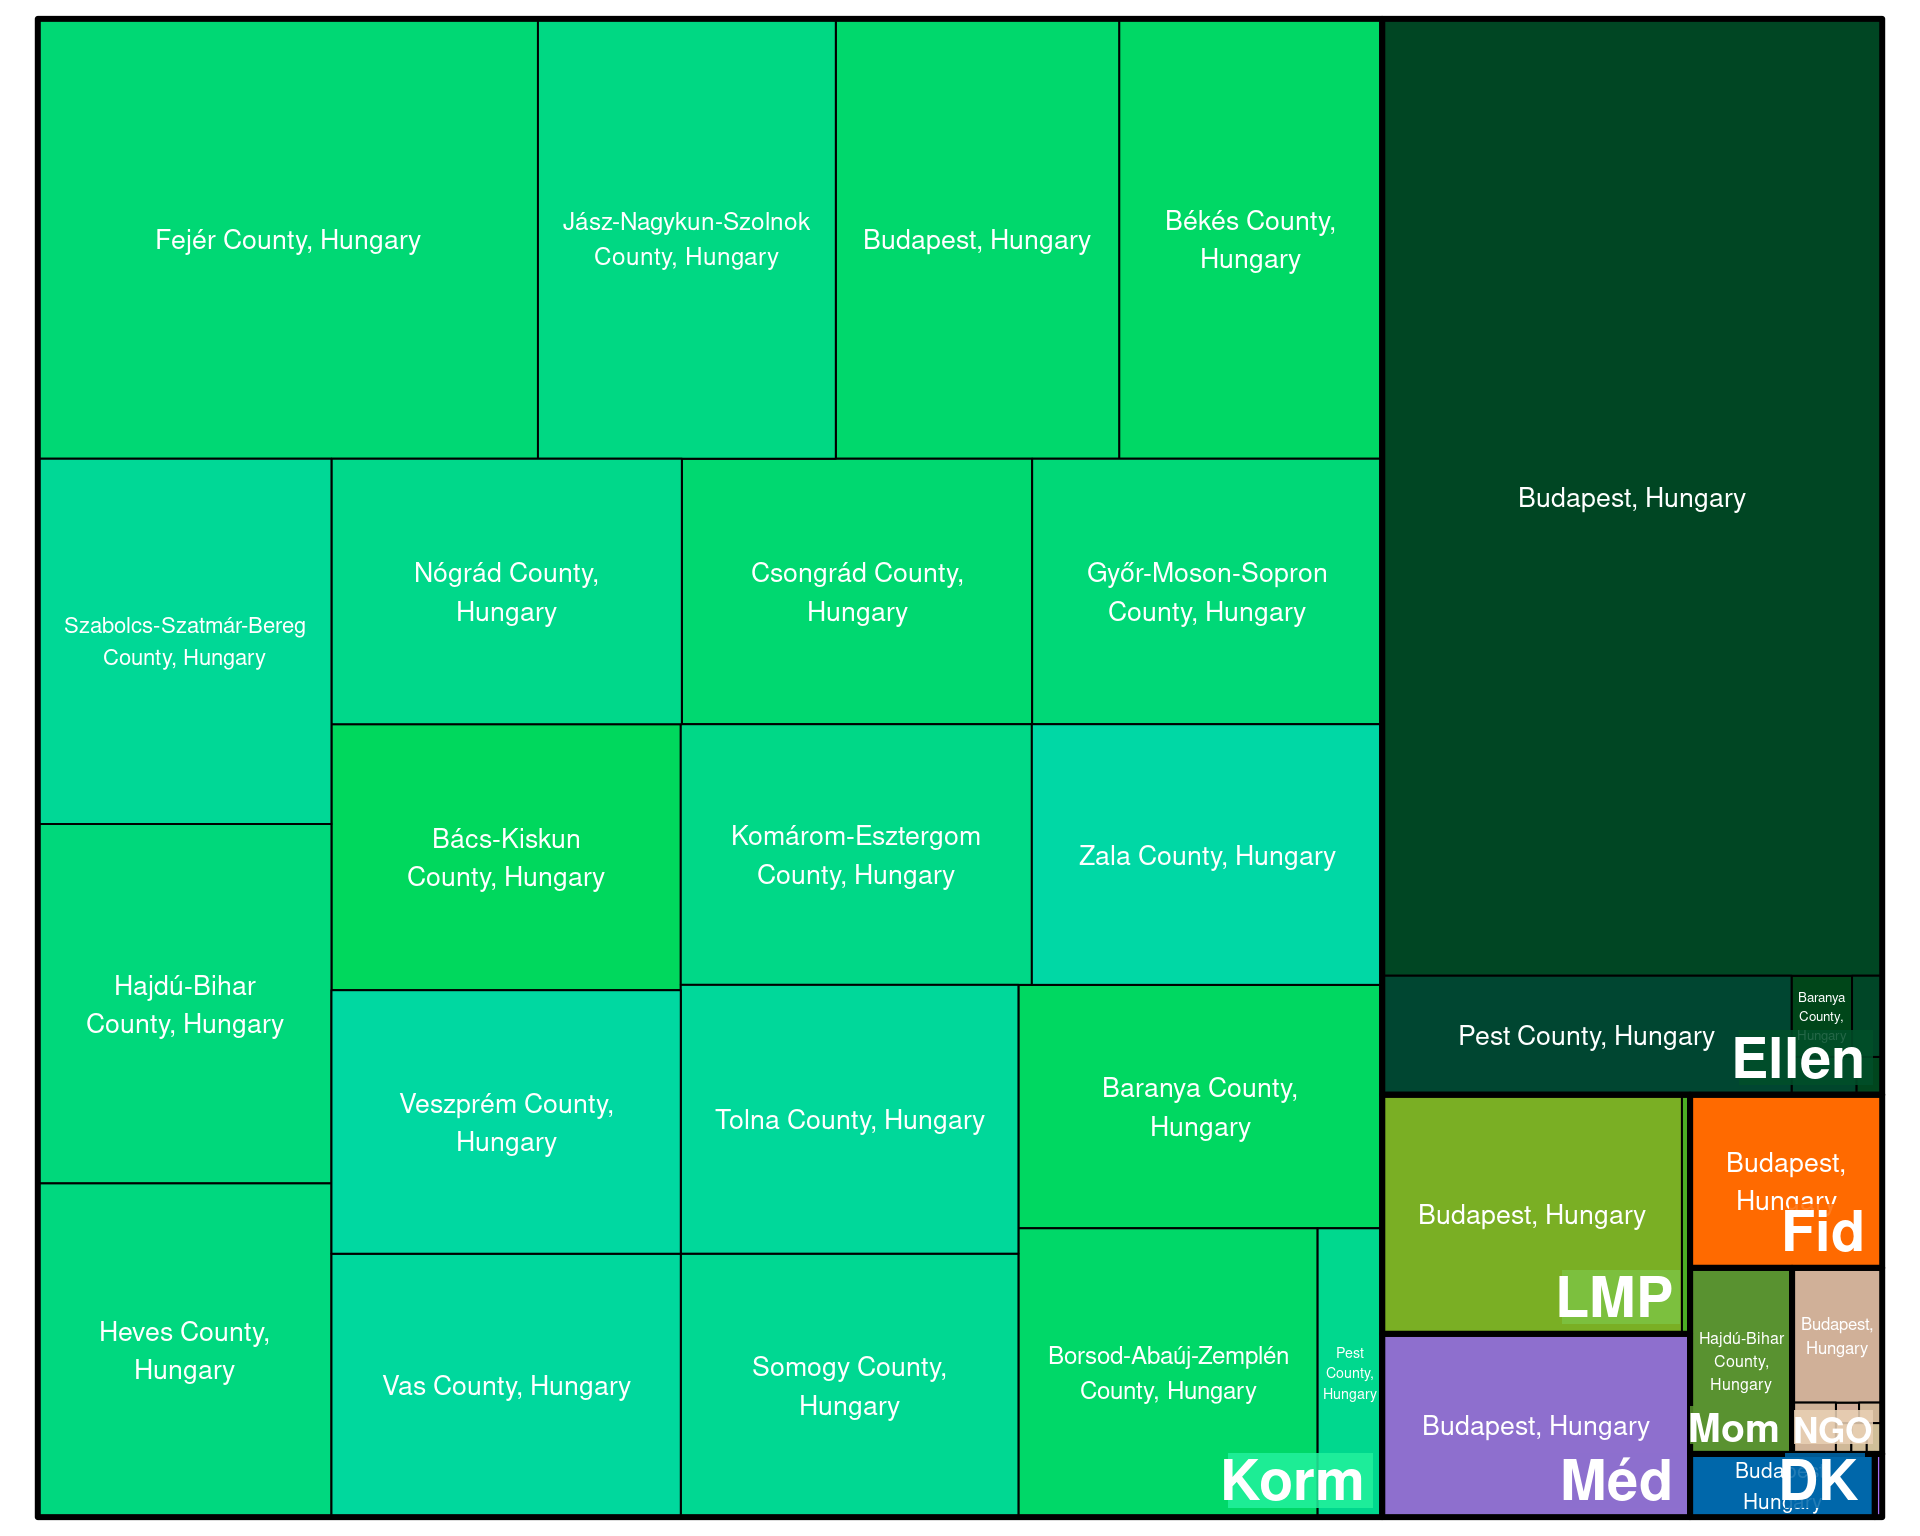 Fejér County, Hungary
Jász-Nagykun-Szolnok
County, Hungary
Budapest, Hungary
Békés County,
Hungary
Szabolcs-Szatmár-Bereg
County, Hungary
Nógrád County,
Hungary
Csongrád County,
Hungary
Győr-Moson-Sopron
County, Hungary
Hajdú-Bihar
County, Hungary
Bács-Kiskun
County, Hungary
Komárom-Esztergom
County, Hungary
Zala County, Hungary
Heves County,
Hungary
Veszprém County,
Hungary
Tolna County, Hungary
Baranya County,
Hungary
Vas County, Hungary
Somogy County,
Hungary
Borsod-Abaúj-Zemplén
County, Hungary
Pest
County,
Hungary
Korm
Budapest, Hungary
Pest County, Hungary
Baranya
County,
Hungary
Ellen
Budapest, Hungary
LMP
Budapest,
Hungary
Fid
Budapest, Hungary
Méd
Hajdú-Bihar
County,
Hungary
Mom
Budapest,
Hungary
NGO
Budapest,
Hungary
DK